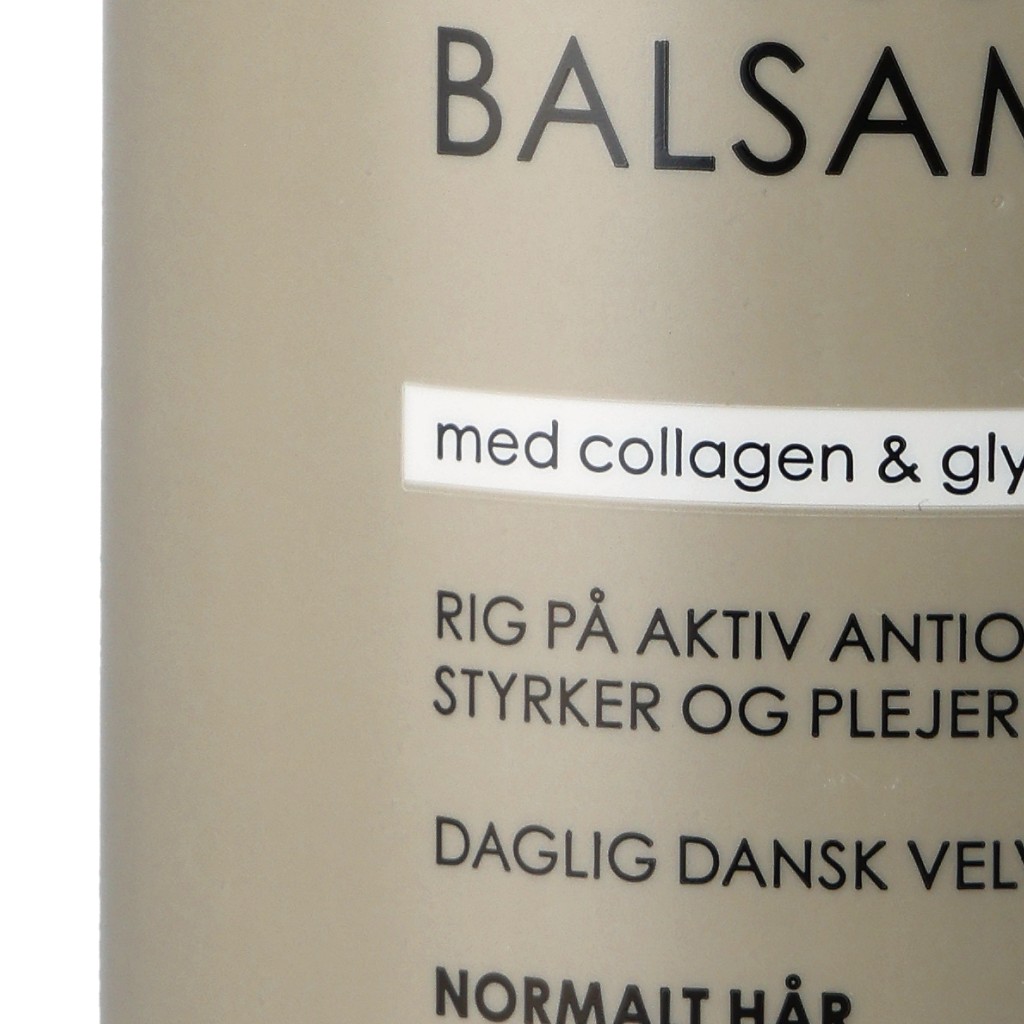 BALSAM
med collagen & gly
RIG PÅ AKTIV ANTIO
STYRKER OG PLEJER
DAGLIG DANSK VEL
NORMALT HÅR